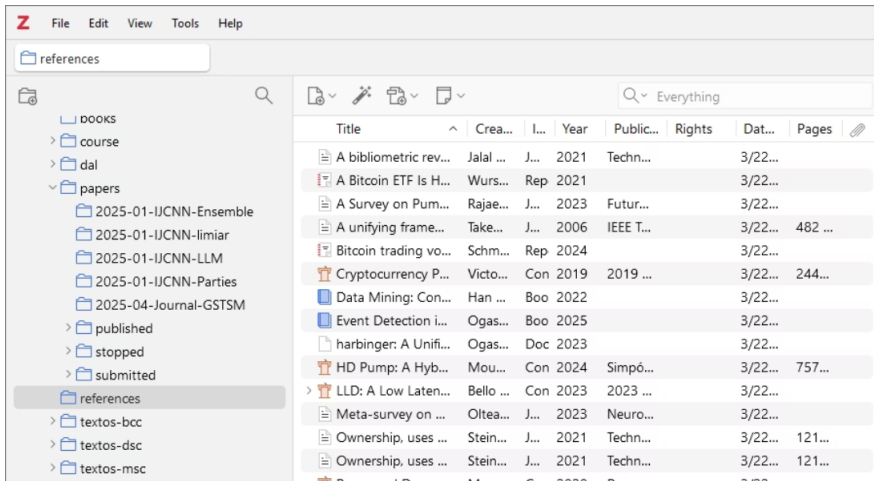 Z File Edit View Tools Help
references
Everything
Title Crea... I... Year Public... Rights Dat... Pages
books
course
dal
papers
2025-01-IJCNN-Ensemble
2025-01-IJCNN-limiar
2025-01-IJCNN-LLM
2025-01-IJCNN-Parties
2025-04-Journal-GSTSM
published
stopped
submitted
references
textos-bcc
textos-dsc
textos-msc
A bibliometric rev... Jalal ... J... 2021 Techn... 3/22...
A Bitcoin ETF Is H... Wurs... Rep 2021 3/22...
A Survey on Pum... Rajae... J... 2023 Futur... 3/22...
A unifying frame... Take... J... 2006 IEEE T... 3/22... 482 ...
Bitcoin trading vo... Schm... Rep 2024 3/22...
Cryptocurrency P... Victo... Con 2019 2019 ... 3/22... 244...
Data Mining: Con... Han ... Boo 2022 3/22...
Event Detection i... Ogas... Boo 2025 3/22...
harbinger: A Unifi... Ogas... Doc 2023 3/22...
HD Pump: A Hyb... Mou... Con 2024 Simpó... 3/22... 757...
LLD: A Low Laten... Bello ... Con 2023 2023 ... 3/22...
Meta-survey on ... Oltea... J... 2023 Neuro... 3/22...
Ownership, uses ... Stein... J... 2021 Techn... 3/22... 121...
Ownership, uses ... Stein... J... 2021 Techn... 3/22... 121...